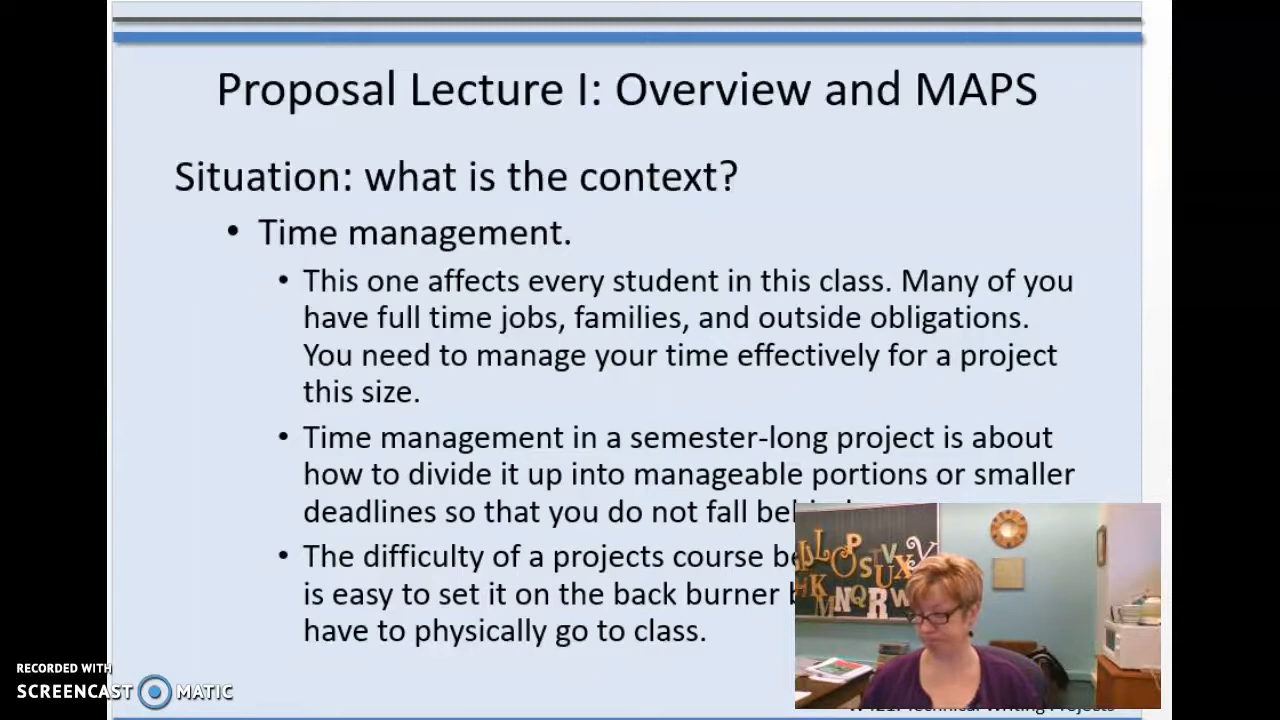 Proposal Lecture I: Overview and MAPS
Situation: what is the context?
• Time management.
• This one affects every student in this class. Many of you
have full time jobs, families, and outside obligations.
You need to manage your time effectively for a project
this size.
• Time management in a semester-long project is about
how to divide it up into manageable portions or smaller
deadlines so that you do not fall
• The difficulty of a projects course
is easy to set it on the back burner
have to physically go to class.
RECORDED WITH
SCREENCAST MATIC
Technical Writing Projects